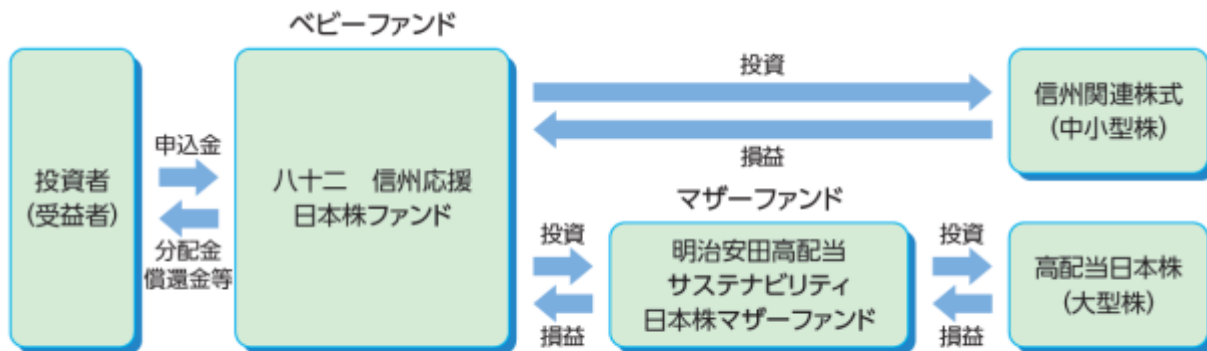 ベビーファンド
投資者
(受益者)
申込金
分配金
償還金等
八十二　信州応援
日本株ファンド
投資
損益
信州関連株式
(中小型株)
マザーファンド
投資
損益
明治安田高配当
サステナビリティ
日本株マザーファンド
投資
損益
高配当日本株
(大型株)